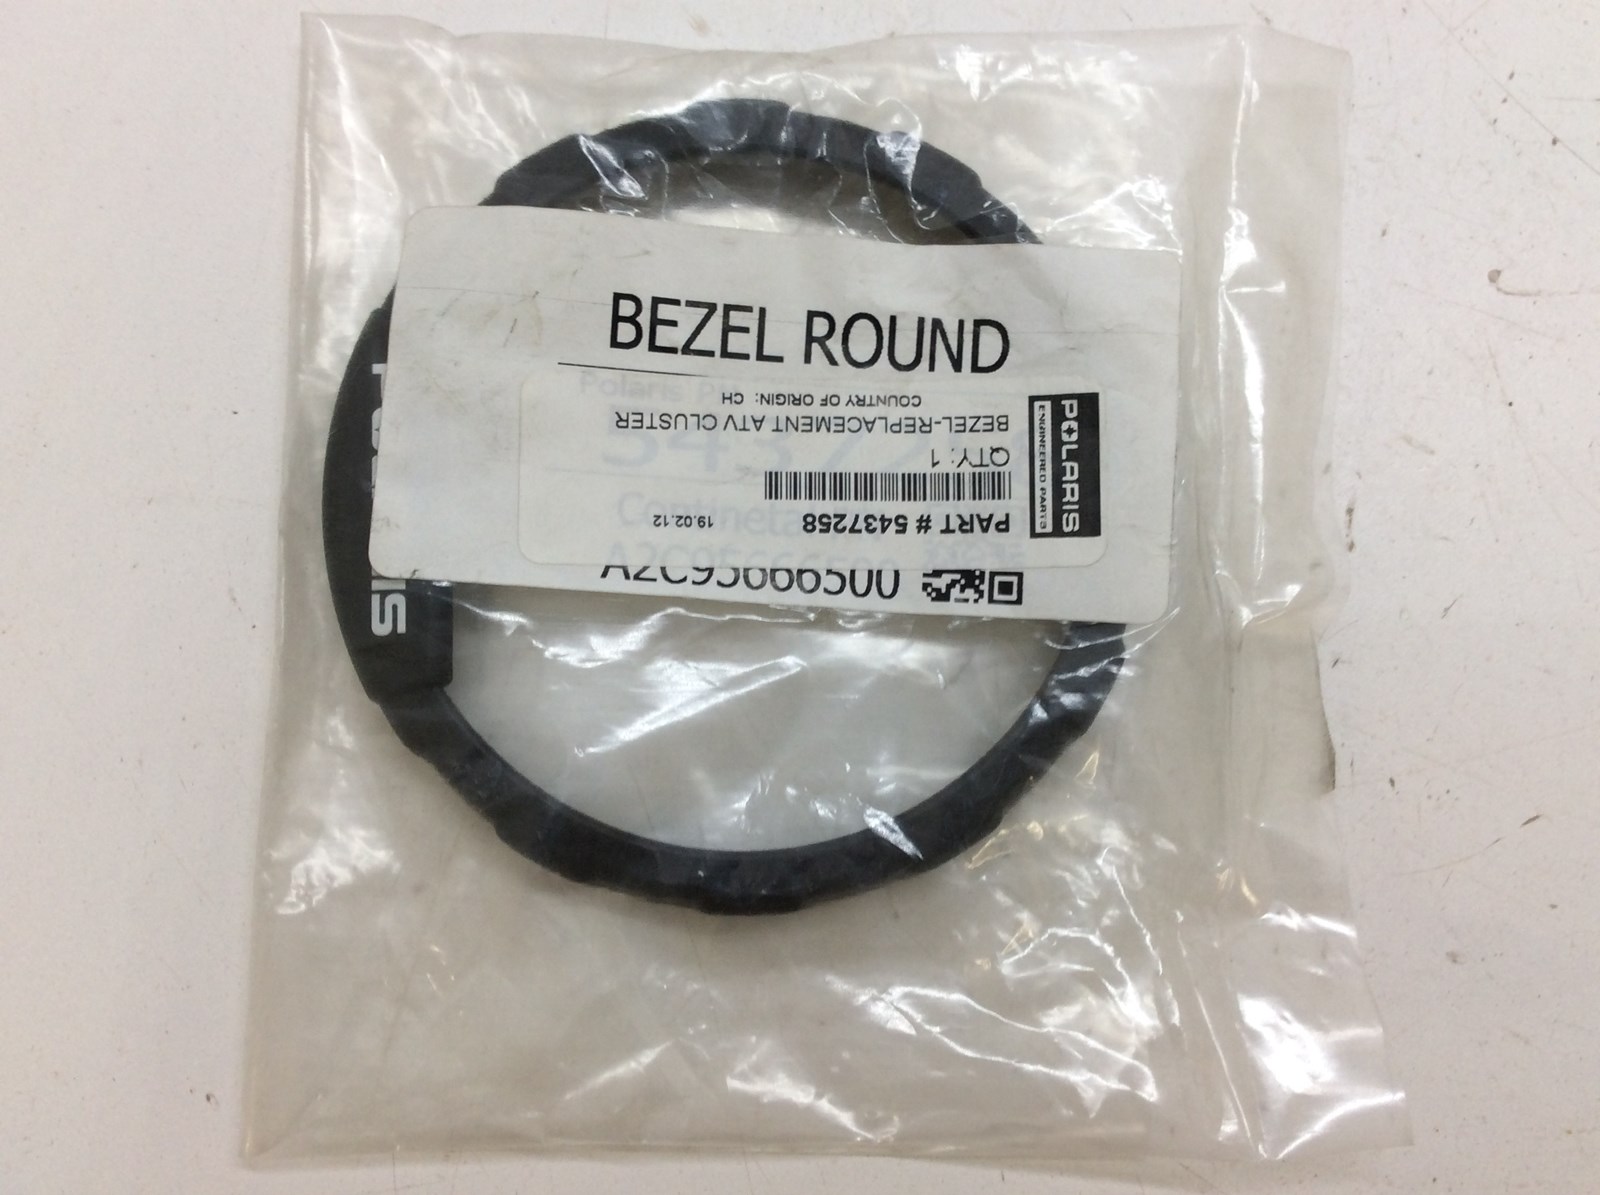 BEZEL ROUND
Polaris
COUNTRY OF ORIGIN: CH
BEZEL-REPLACEMENT ATV CLUSTER
QTY: 1
PART # 5437258
19.02.12
POLARIS
ENGINEERED PARTS
A2C95666500